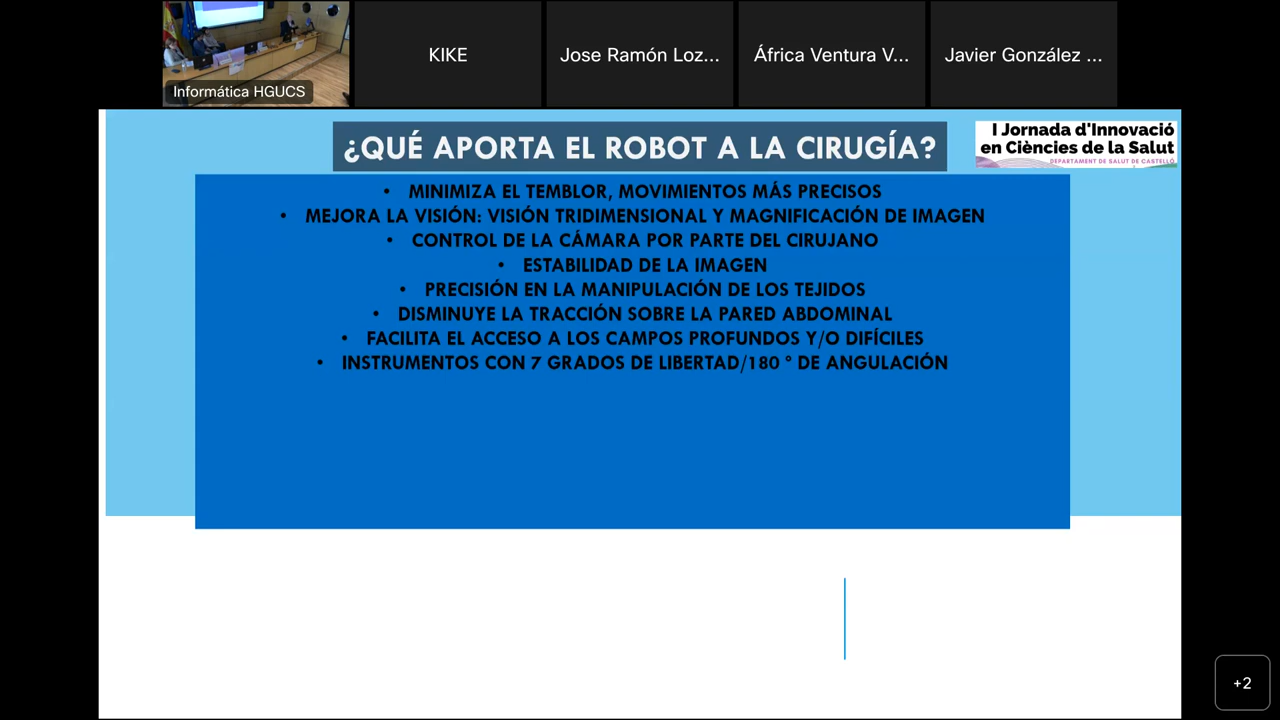 Informática HGUCS
KIKE
Jose Ramón Loz...
África Ventura V...
Javier González ...
¿QUÉ APORTA EL ROBOT A LA CIRUGÍA?
I Jornada d'Innovació
en Ciències de la Salut
DEPARTAMENT DE SALUT DE CASTELLÓ
• MINIMIZA EL TEMBLOR, MOVIMIENTOS MÁS PRECISOS
• MEJORA LA VISIÓN: VISIÓN TRIDIMENSIONAL Y MAGNIFICACIÓN DE IMAGEN
• CONTROL DE LA CÁMARA POR PARTE DEL CIRUJANO
• ESTABILIDAD DE LA IMAGEN
• PRECISIÓN EN LA MANIPULACIÓN DE LOS TEJIDOS
• DISMINUYE LA TRACCIÓN SOBRE LA PARED ABDOMINAL
• FACILITA EL ACCESO A LOS CAMPOS PROFUNDOS Y/O DIFÍCILES
• INSTRUMENTOS CON 7 GRADOS DE LIBERTAD/180 º DE ANGULACIÓN
+2